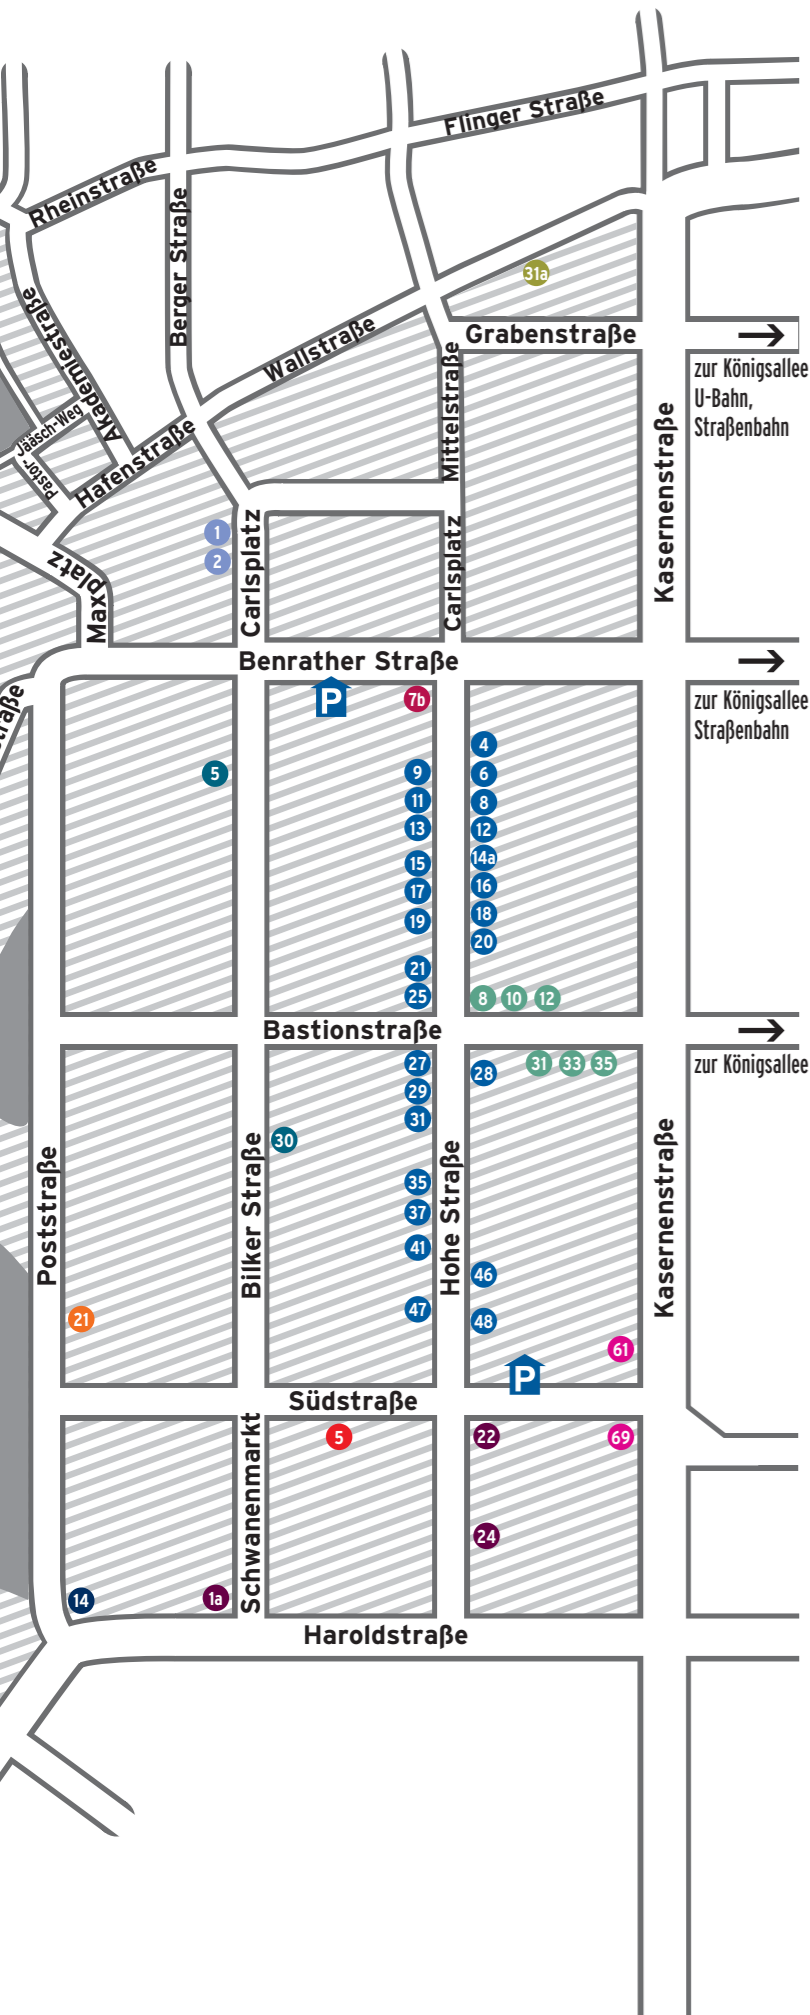 Flinger Straße
Rheinstraße
Berger Straße
31a
Akademiestraße
Wallstraße
Grabenstraße
Mittelstraße
zur Königsallee
U-Bahn,
Straßenbahn
Pastor-
Jääsch-Weg
Hafenstraße
Kasernenstraße
1
2
Carlsplatz
Carlsplatz
Maxplatz
Benrather Straße
P
7b
zur Königsallee
Straßenbahn
4
5
9
6
11
8
13
12
15
14a
17
16
19
18
20
21
25
8 10 12
Bastionstraße
27
28
31 33 35
zur Königsallee
29
31
30
35
37
41
46
47
48
21
61
P
Poststraße
Bilker Straße
Hohe Straße
Kasernenstraße
Südstraße
5
22
69
24
Schwanenmarkt
14
1a
Haroldstraße